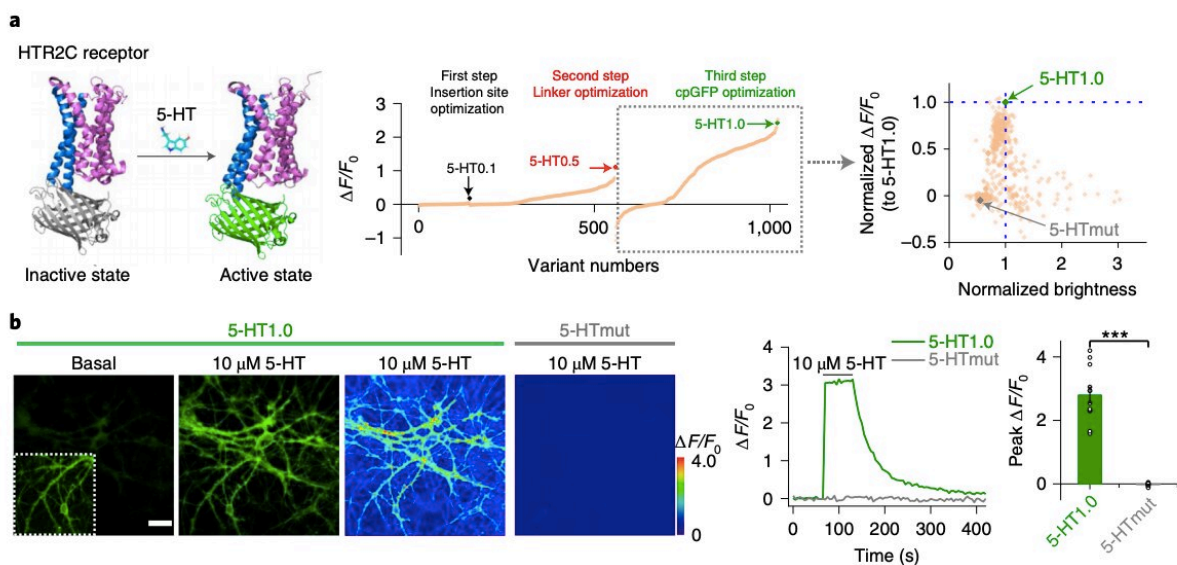 a
HTR2C receptor
5-HT
Inactive state
Active state
First step
Insertion site
optimization
Second step
Linker optimization
Third step
cpGFP optimization
5-HT0.1
5-HT0.5
5-HT1.0
ΔF/F0
3
2
1
0
–1
0
500
1,000
Variant numbers
5-HT1.0
5-HTmut
Normalized ΔF/F0
(to 5-HT1.0)
1.0
0.5
0
–0.5
0
1
2
3
Normalized brightness
b
5-HT1.0
5-HTmut
Basal
10 μM 5-HT
10 μM 5-HT
10 μM 5-HT
ΔF/F0
4.0
0
5-HT1.0
5-HTmut
10 μM 5-HT
ΔF/F0
4
3
2
1
0
0
100
200
300
400
Time (s)
***
Peak ΔF/F0
4
2
0
5-HT1.0
5-HTmut